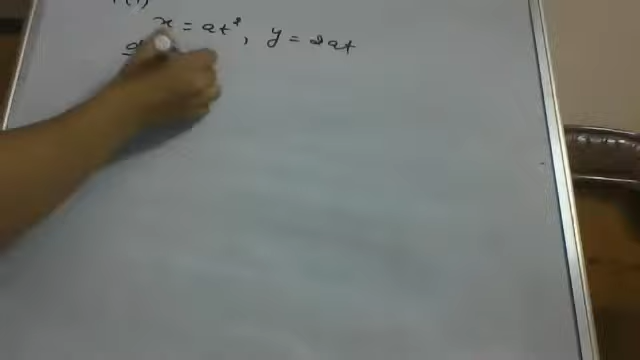 x = at², y = 2at